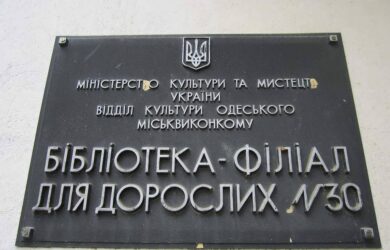 МІНІСТЕРСТВО КУЛЬТУРИ ТА МИСТЕЦТВ
УКРАЇНИ
ВІДДІЛ КУЛЬТУРИ ОДЕСЬКОГО
МІСЬКВИКОНКОМУ
БІБЛІОТЕКА-ФІЛІАЛ
ДЛЯ ДОРОСЛИХ №30